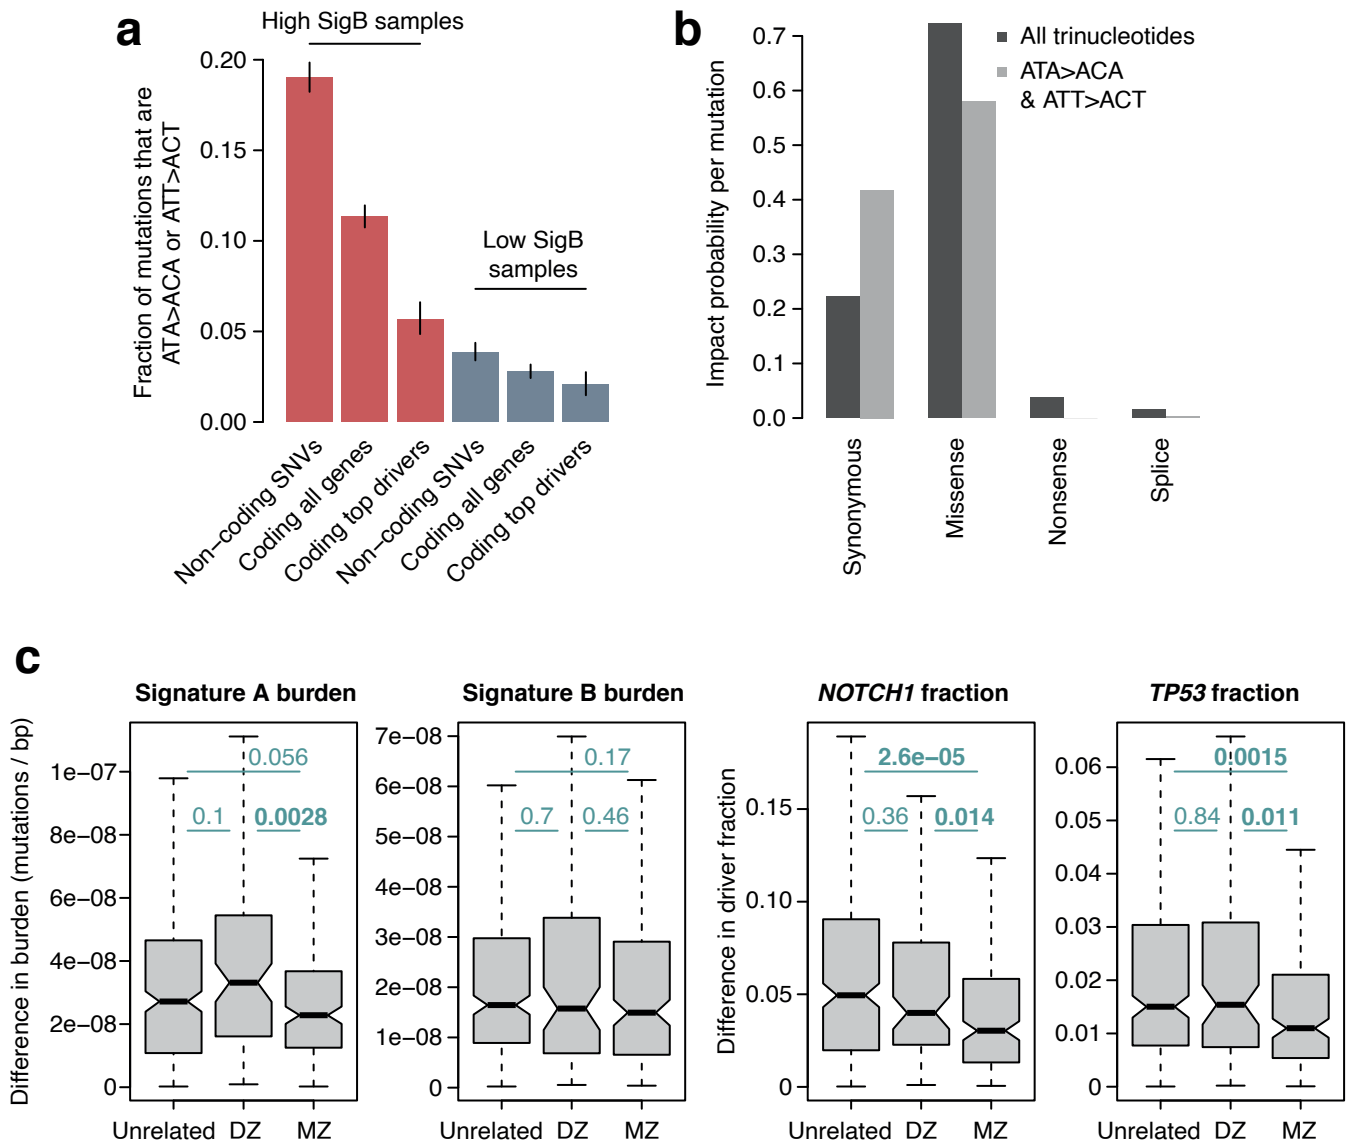 a
High SigB samples
Fraction of mutations that are
ATA>ACA or ATT>ACT
0.20
0.15
0.10
0.05
0.00
Low SigB
samples
Non−coding SNVs
Coding all genes
Coding top drivers
Non−coding SNVs
Coding all genes
Coding top drivers
b
Impact probability per mutation
0.7
0.6
0.5
0.4
0.3
0.2
0.1
0.0
All trinucleotides
ATA>ACA
& ATT>ACT
Synonymous
Missense
Nonsense
Splice
c
Signature A burden
Difference in burden (mutations / bp)
1e−07
8e−08
6e−08
4e−08
2e−08
0
0.056
0.1
0.0028
Unrelated DZ MZ
Signature B burden
7e−08
6e−08
5e−08
4e−08
3e−08
2e−08
1e−08
0
0.17
0.7
0.46
Unrelated DZ MZ
NOTCH1 fraction
Difference in driver fraction
0.15
0.10
0.05
0
2.6e−05
0.36
0.014
Unrelated DZ MZ
TP53 fraction
0.06
0.05
0.04
0.03
0.02
0.01
0
0.0015
0.84
0.011
Unrelated DZ MZ